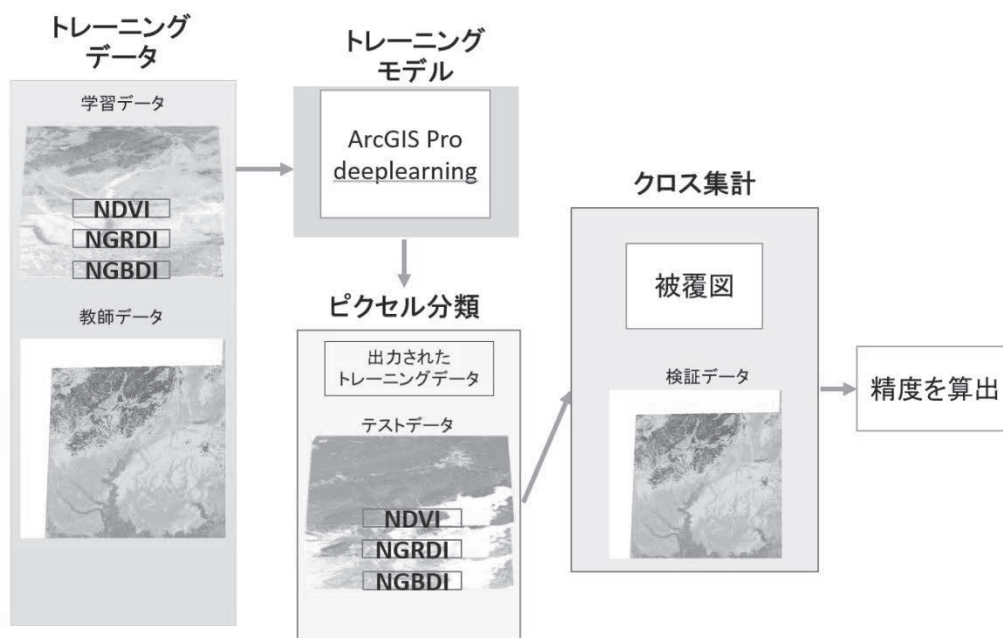 トレーニング
データ
学習データ
NDVI
NGRDI
NGBDI
教師データ
トレーニング
モデル
ArcGIS Pro
deeplearning
ピクセル分類
出力された
トレーニングデータ
テストデータ
NDVI
NGRDI
NGBDI
クロス集計
被覆図
検証データ
精度を算出